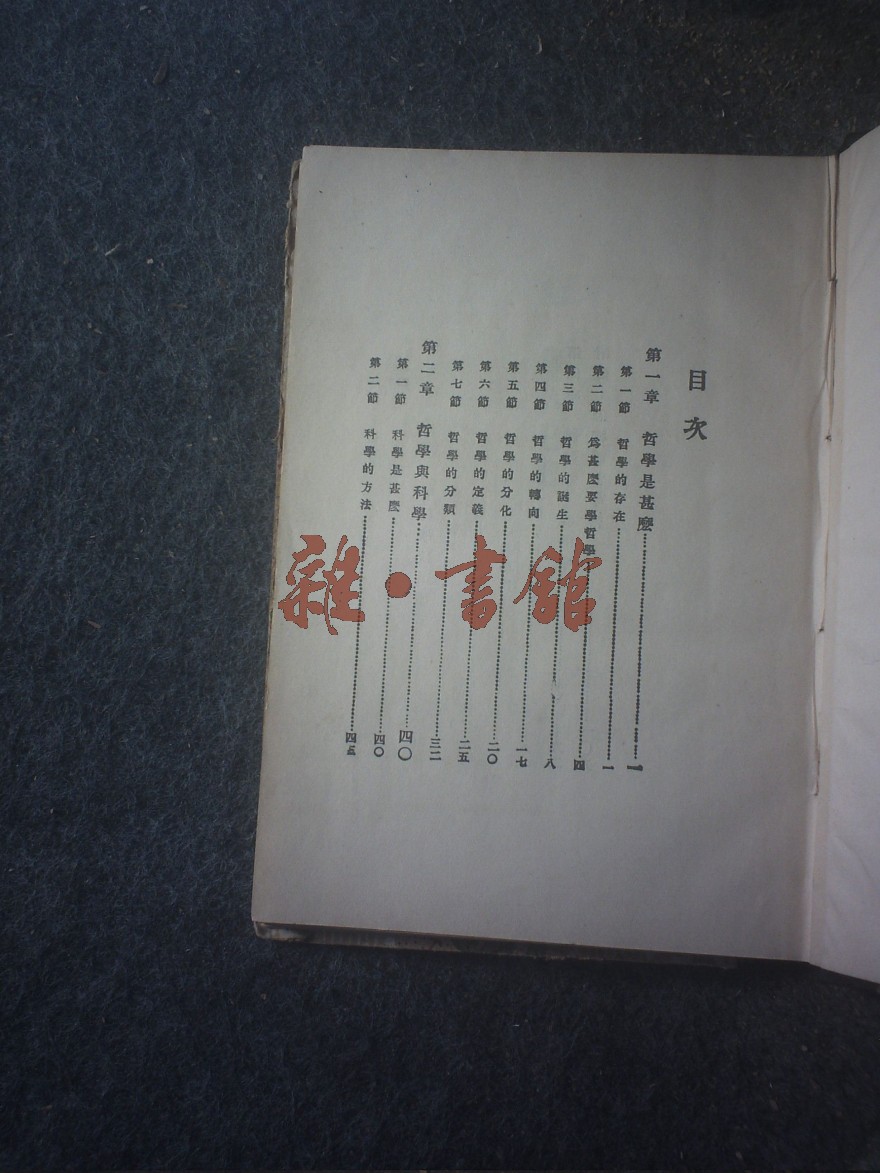 目次
第一章 哲學是甚麼……一
第一節 哲學的存在……一
第二節 爲甚麼要學哲學……四
第三節 哲學的誕生……八
第四節 哲學的轉向……一七
第五節 哲學的分化……二〇
第六節 哲學的定義……二五
第七節 哲學的分類……三二
第二章 哲學與科學……四〇
第一節 科學是甚麼……四〇
第二節 科學的方法……四五
雜·書館